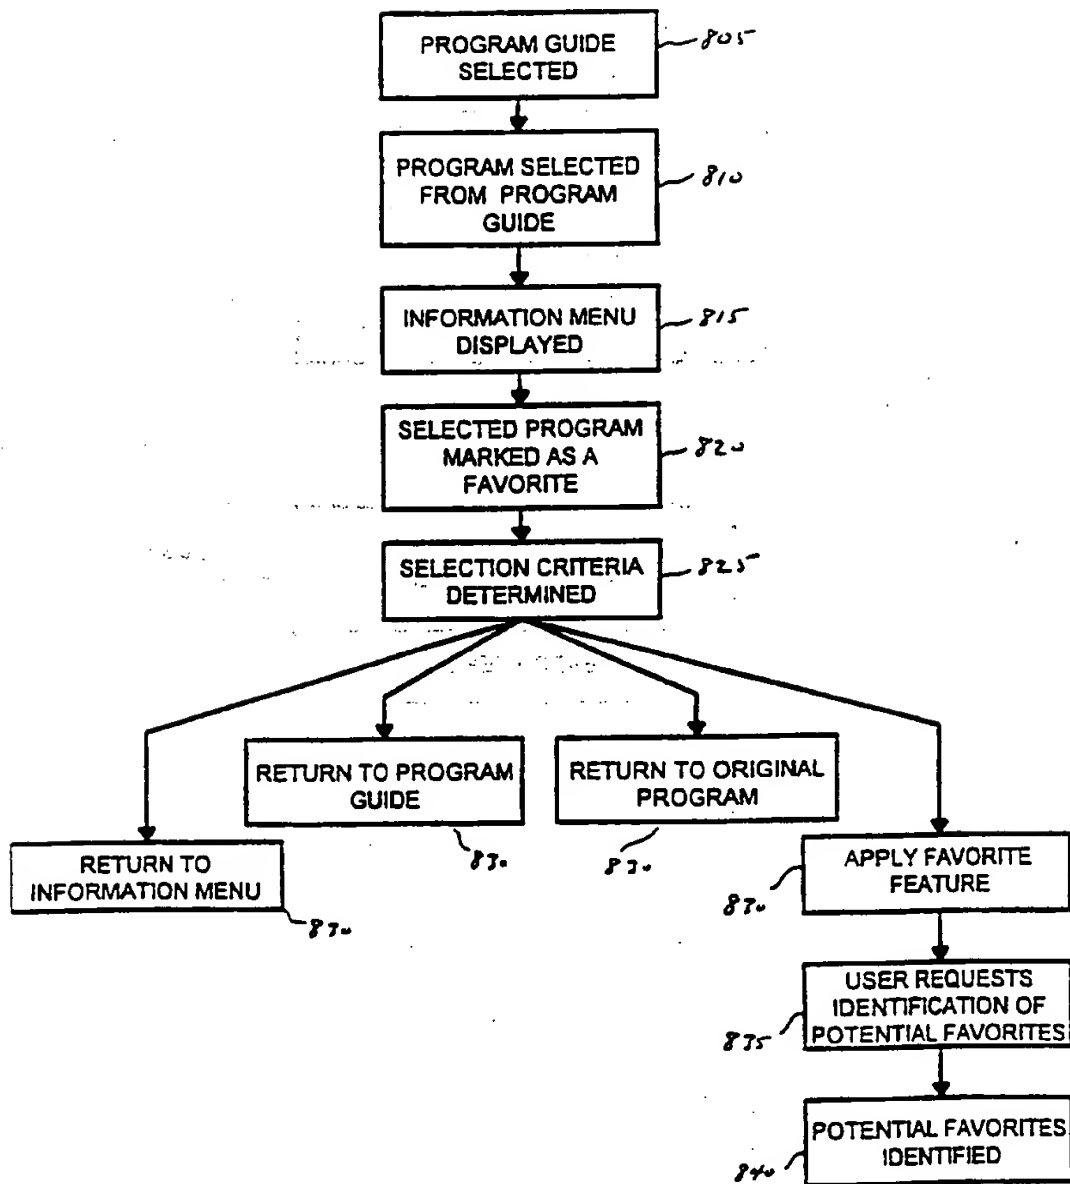 PROGRAM GUIDE
SELECTED
805
PROGRAM SELECTED
FROM PROGRAM
GUIDE
810
INFORMATION MENU
DISPLAYED
815
SELECTED PROGRAM
MARKED AS A
FAVORITE
820
SELECTION CRITERIA
DETERMINED
825
RETURN TO PROGRAM
GUIDE
830
RETURN TO ORIGINAL
PROGRAM
830
RETURN TO
INFORMATION MENU
830
APPLY FAVORITE
FEATURE
830
USER REQUESTS
IDENTIFICATION OF
POTENTIAL FAVORITES
835
POTENTIAL FAVORITES
IDENTIFIED
840